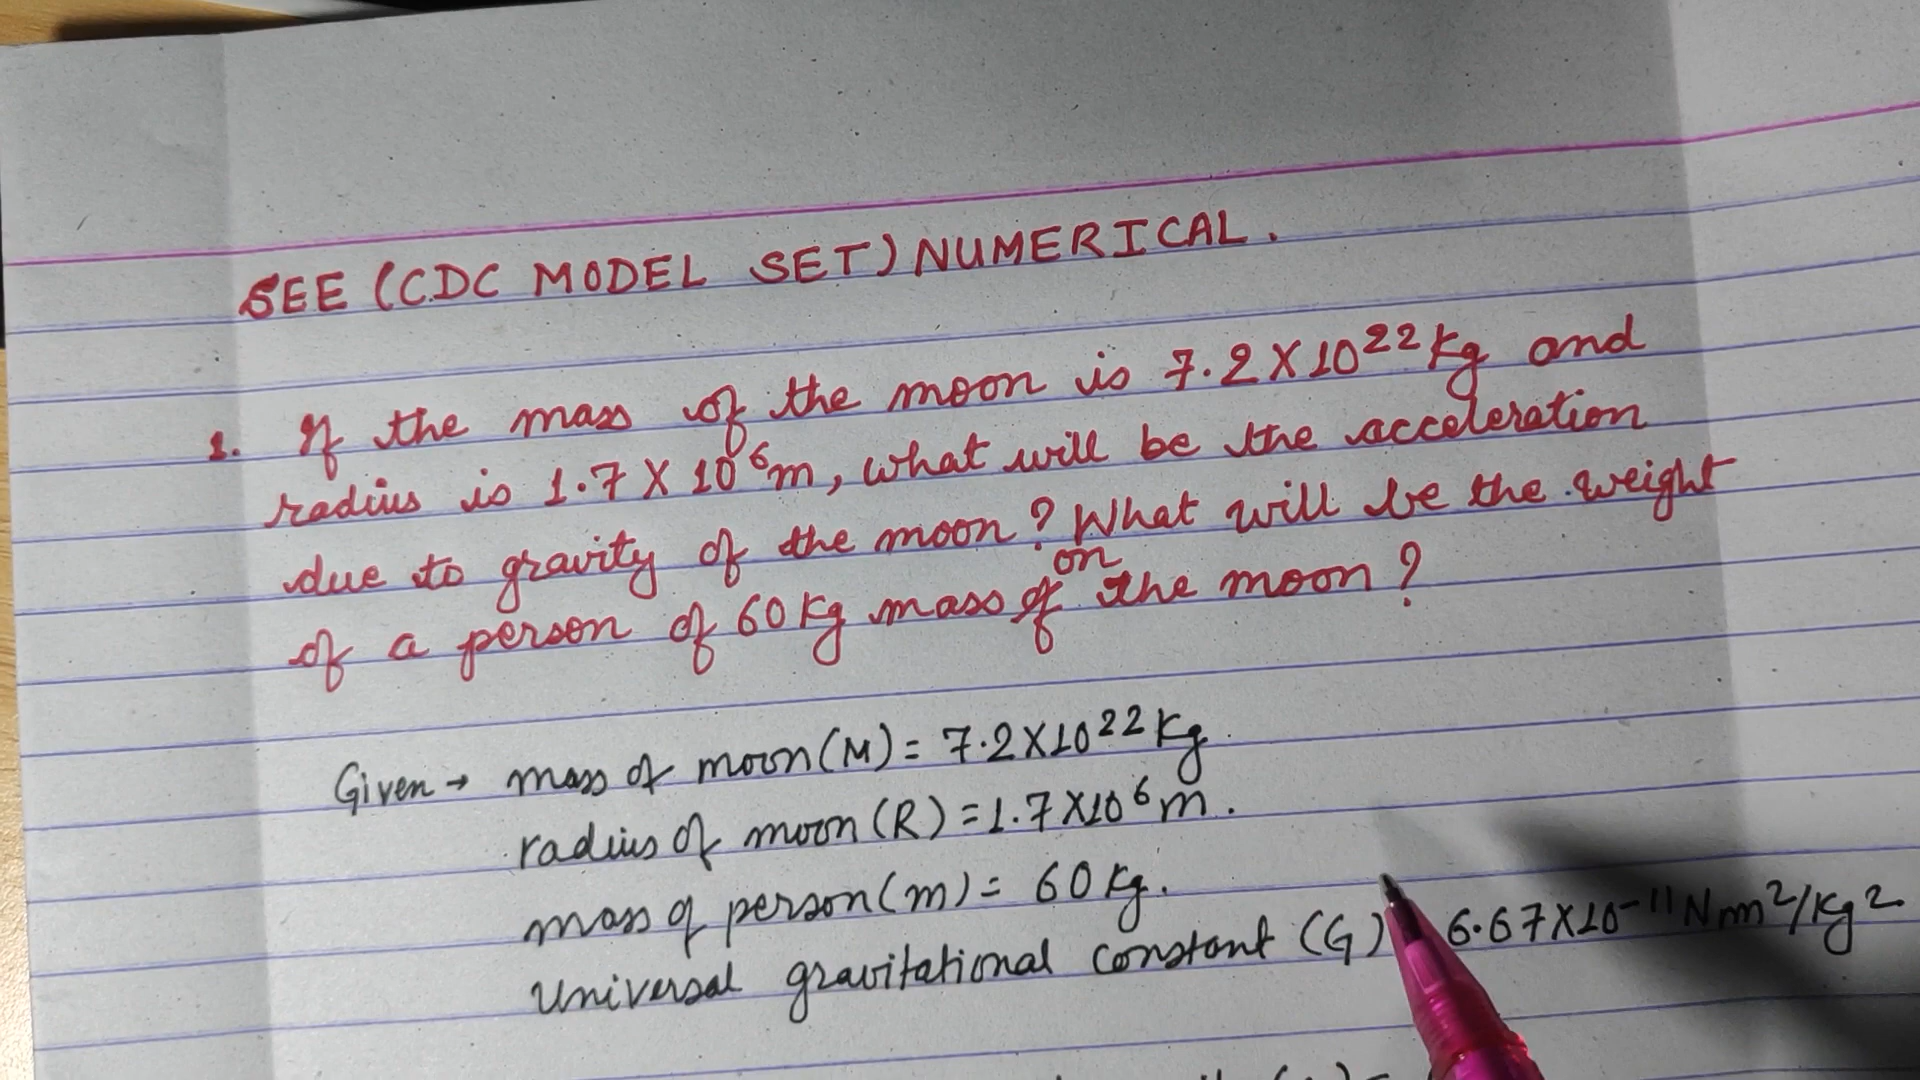 SEE (CDC MODEL SET) NUMERICAL.
1. If the mass of the moon is 7.2 X 10²² kg and
radius is 1.7 X 10⁶ m, what will be the acceleration
due to gravity of the moon? What will be the weight
on
of a person of 60 kg mass of the moon?
Given → mass of moon (M) = 7.2 X 10²² Kg.
radius of moon (R) = 1.7 X 10⁶ m.
mass of person (m) = 60 kg.
Universal gravitational constant (G) 6.67 X 10⁻¹¹ Nm²/Kg²